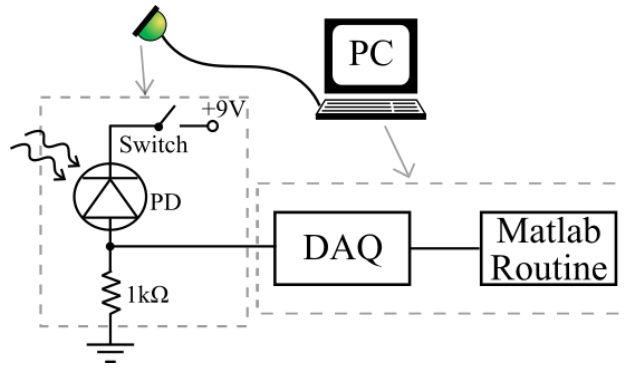 PC
+9V
Switch
PD
1kΩ
DAQ
Matlab
Routine